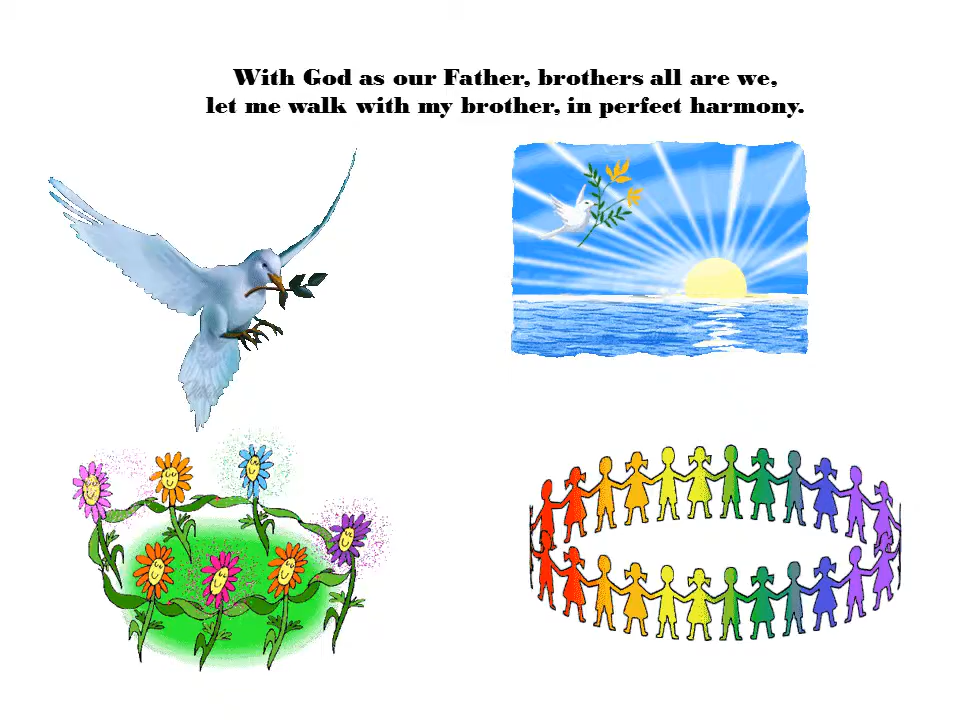 With God as our Father, brothers all are we,
let me walk with my brother, in perfect harmony.